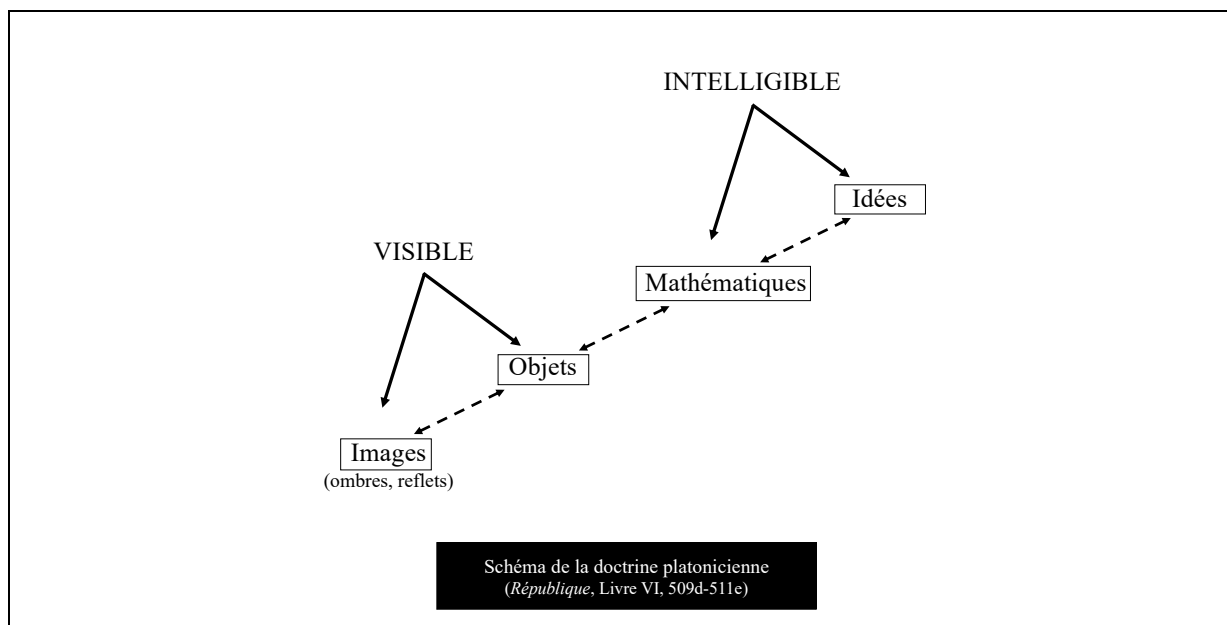 INTELLIGIBLE
Idées
VISIBLE
Mathématiques
Objets
Images
(ombres, reflets)
Schéma de la doctrine platonicienne
(République, Livre VI, 509d-511e)